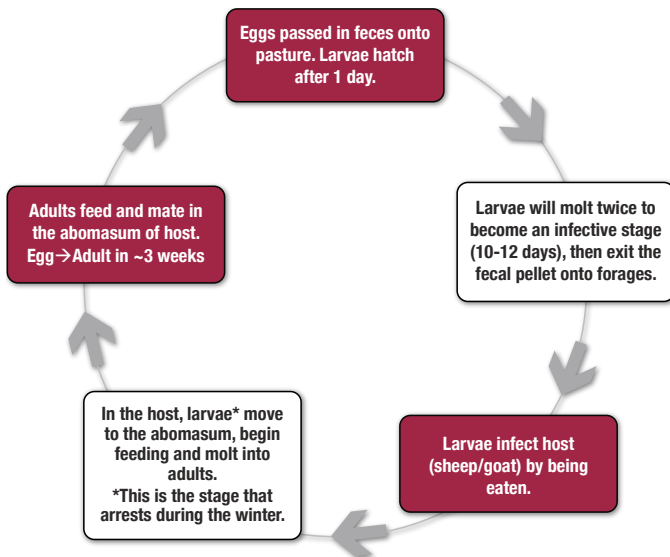 Eggs passed in feces onto
pasture. Larvae hatch
after 1 day.
Larvae will molt twice to
become an infective stage
(10-12 days), then exit the
fecal pellet onto forages.
Larvae infect host
(sheep/goat) by being
eaten.
In the host, larvae* move
to the abomasum, begin
feeding and molt into
adults.
*This is the stage that
arrests during the winter.
Adults feed and mate in
the abomasum of host.
Egg→Adult in ~3 weeks